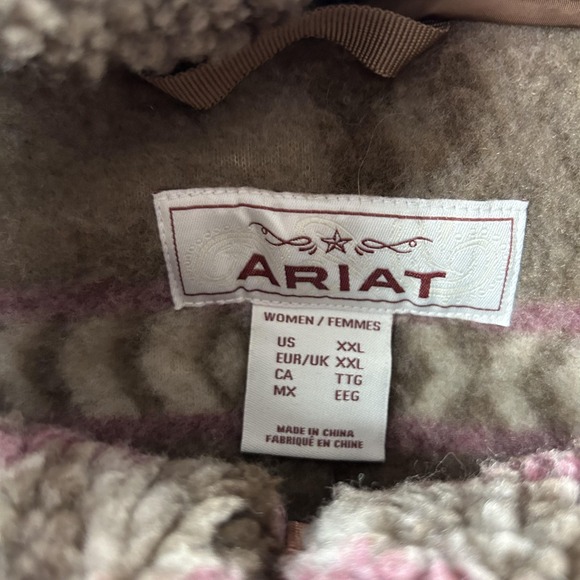 ARIAT
WOMEN / FEMMES
US XXL
EUR/UK XXL
CA TTG
MX EEG
MADE IN CHINA
FABRIQUÉ EN CHINE